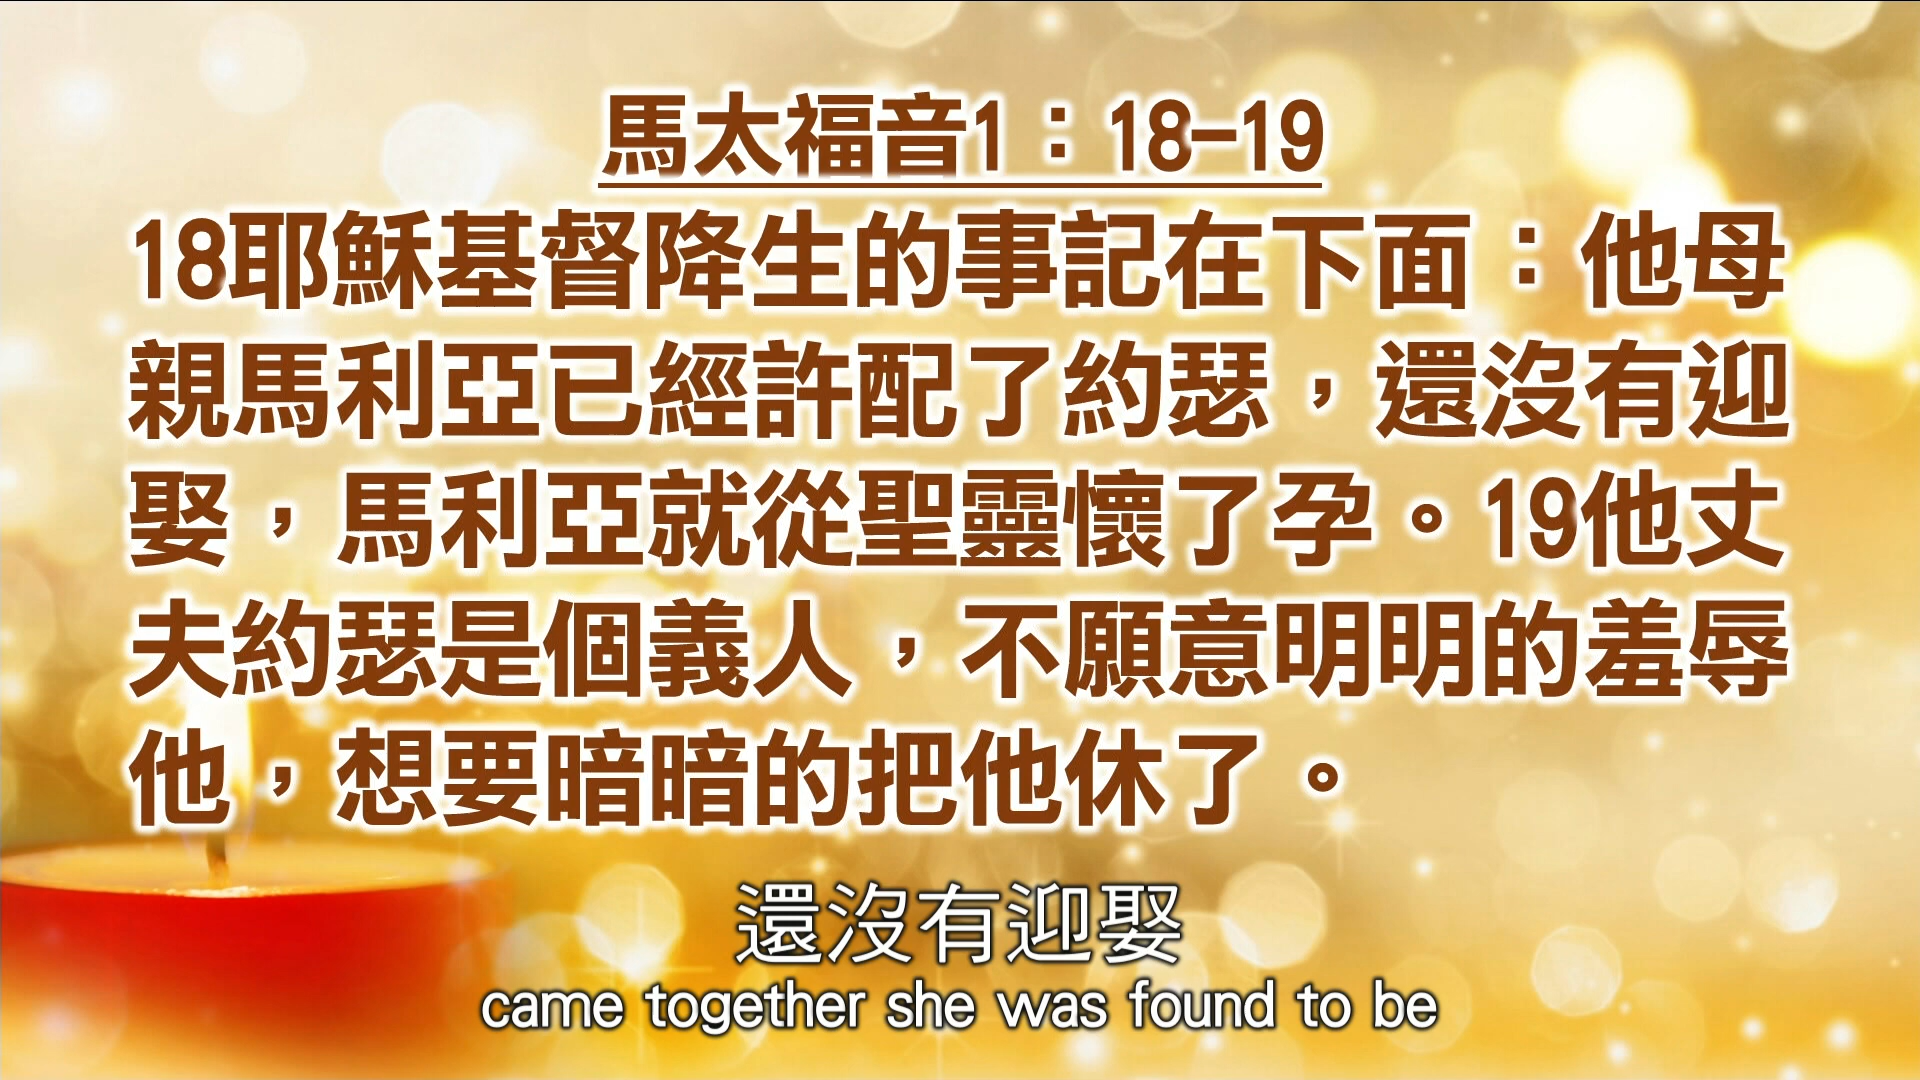 馬太福音1：18-19
18耶穌基督降生的事記在下面：他母
親馬利亞已經許配了約瑟，還沒有迎
娶，馬利亞就從聖靈懷了孕。19他丈
夫約瑟是個義人，不願意明明的羞辱
他，想要暗暗的把他休了。
還沒有迎娶
came together she was found to be